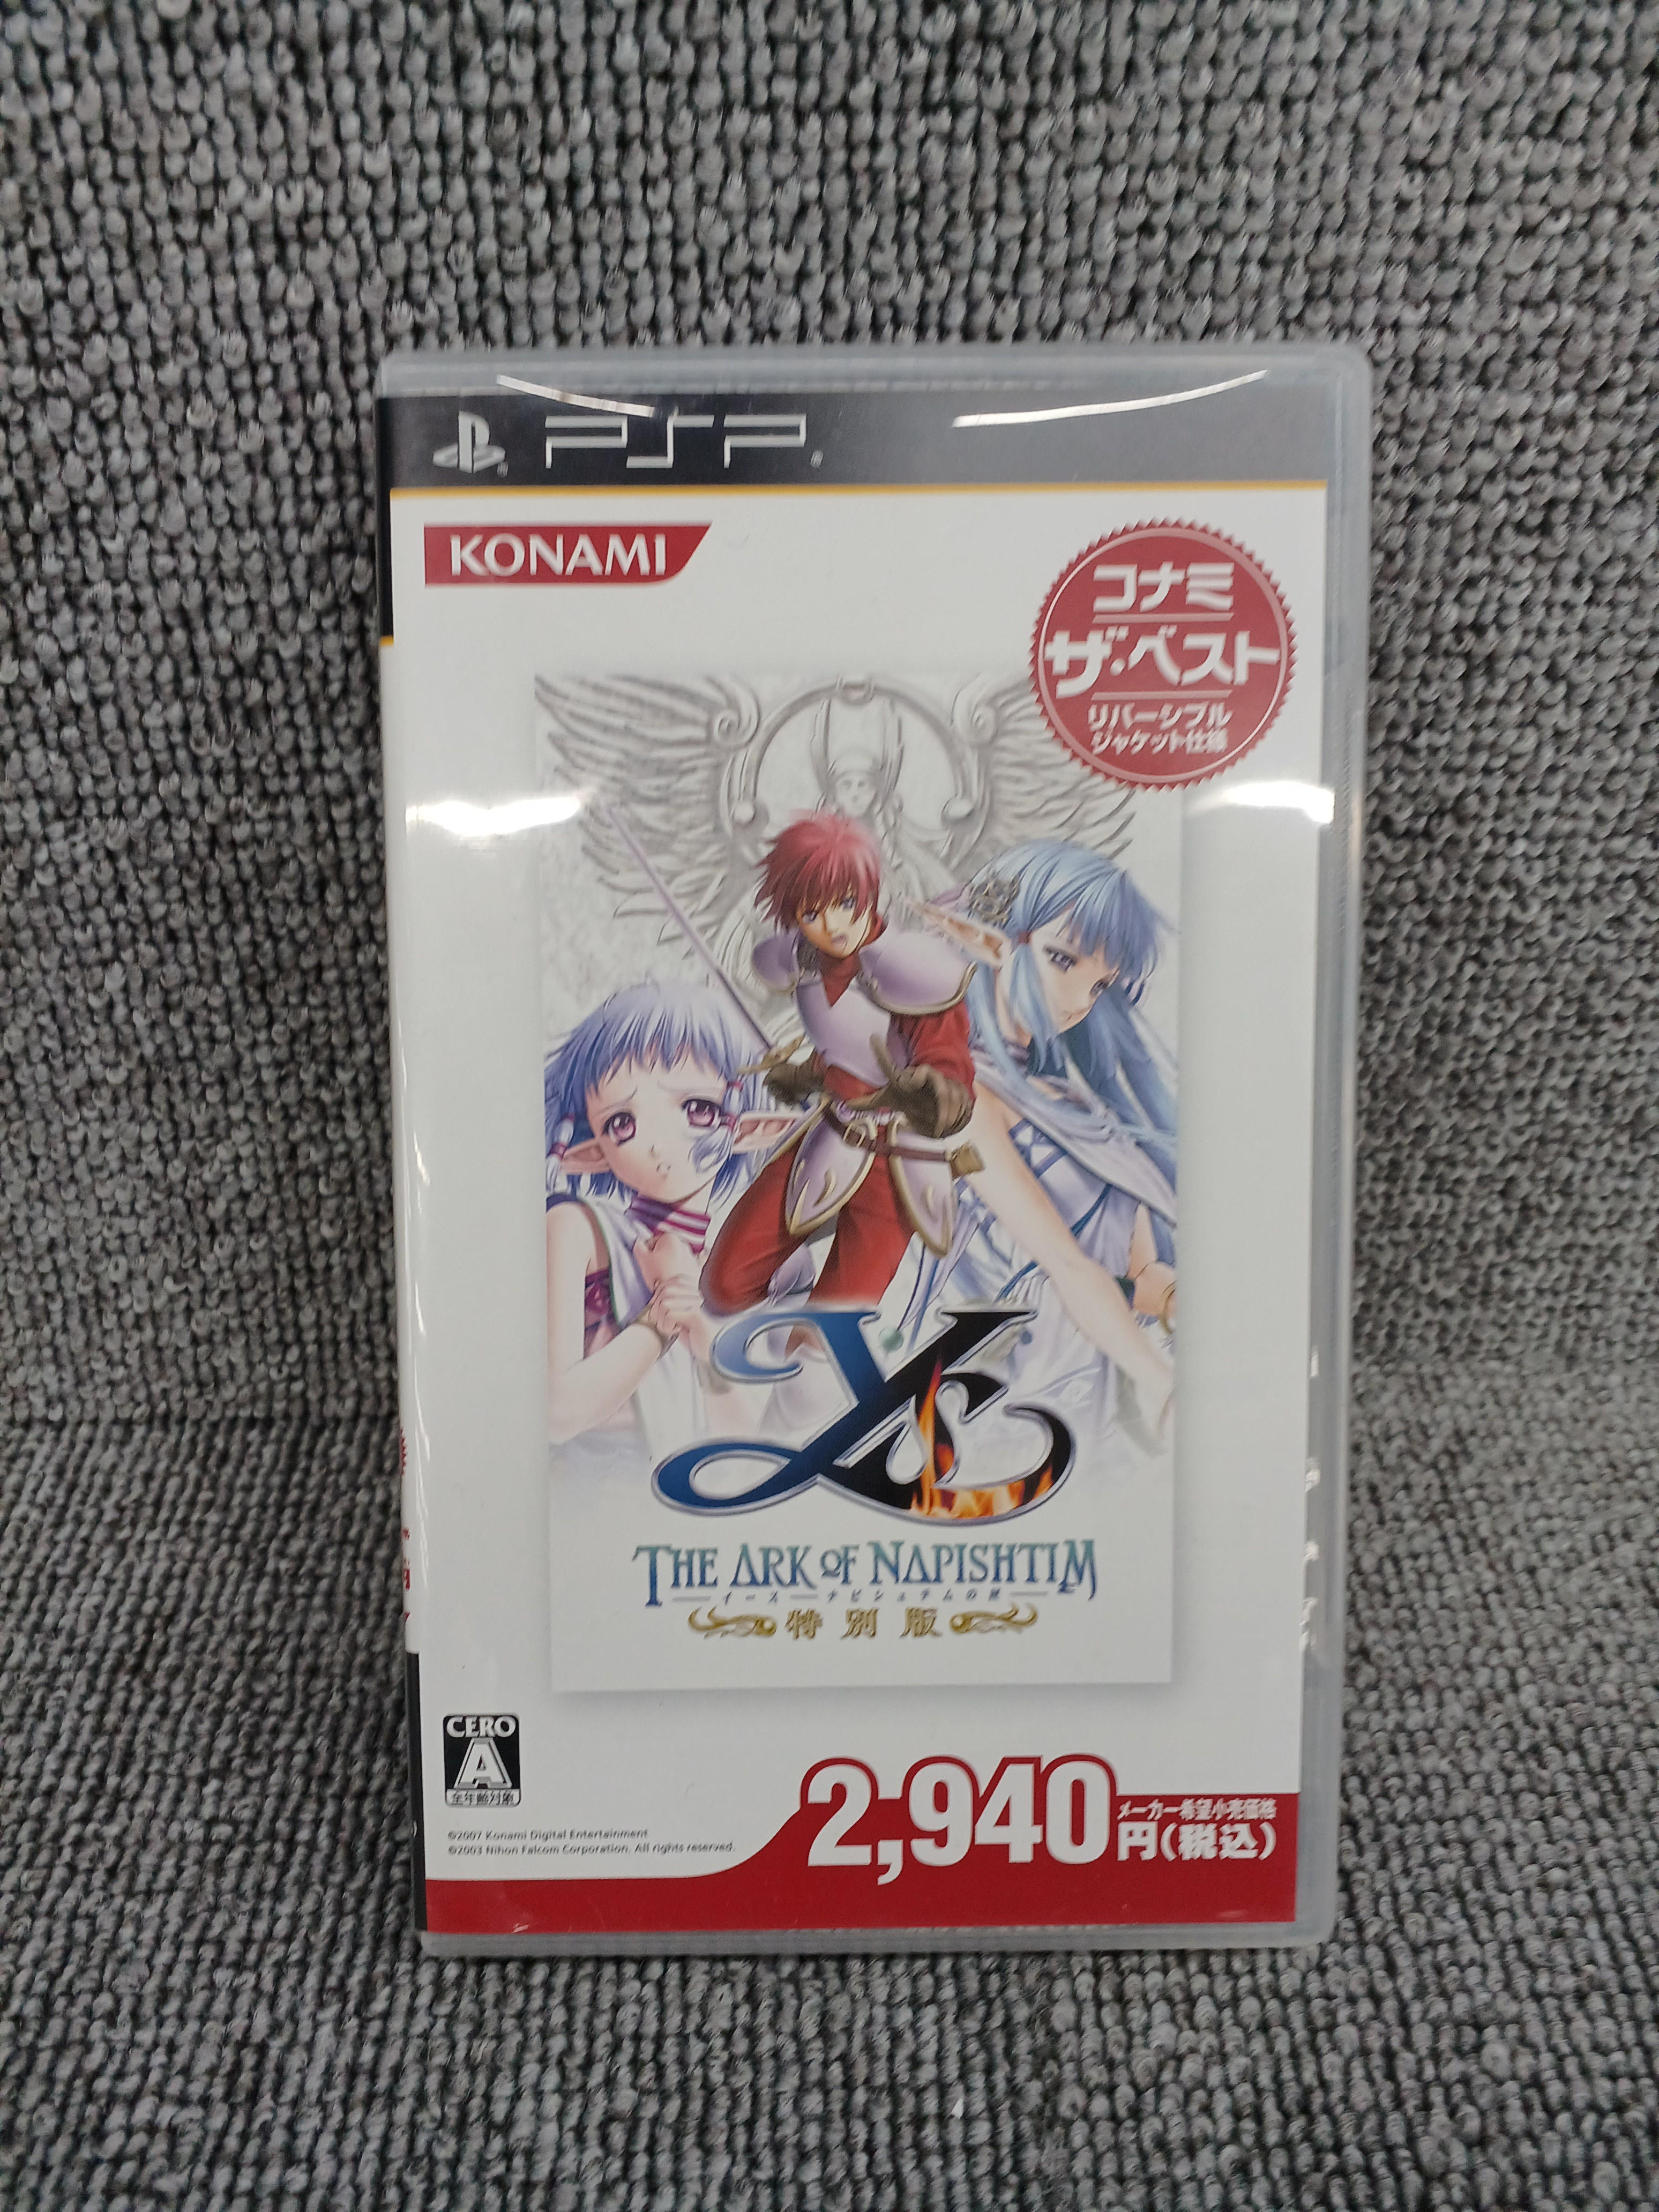 PSP®
KONAMI
コナミ
ザ・ベスト
リバーシブル
ジャケット仕様
Ys
THE ARK OF NAPISHTIM
イース ナピシュテムの匣
特別版
CERO
A
全年齢対象
2,940
メーカー希望小売価格
円(税込)
©2007 Konami Digital Entertainment
©2003 Nihon Falcom Corporation. All rights reserved.